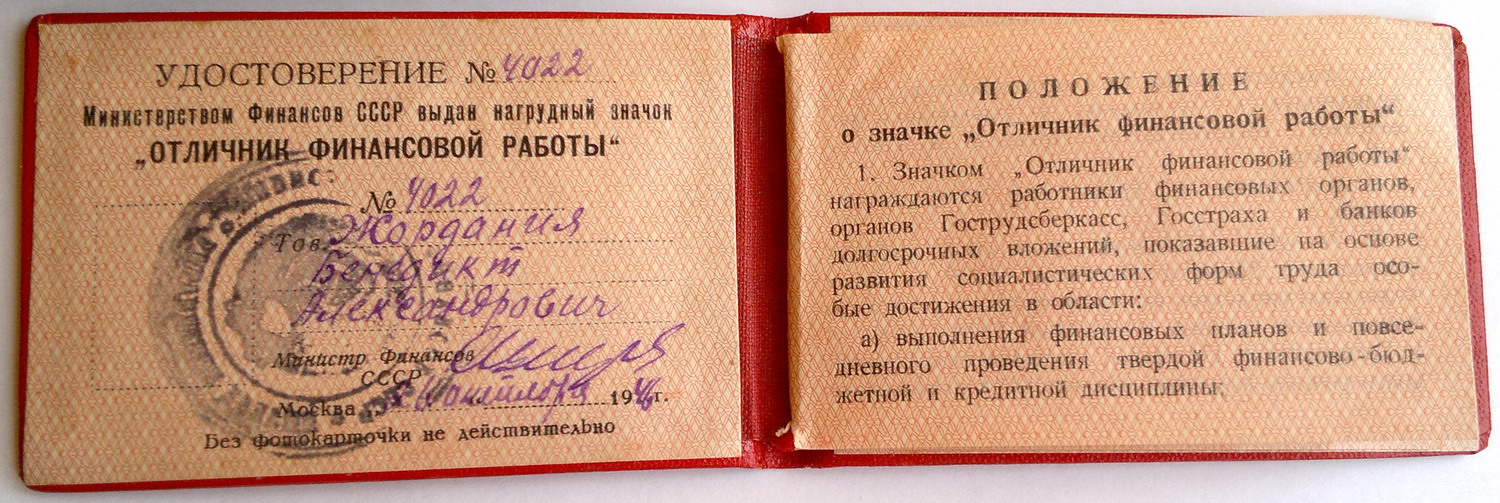 УДОСТОВЕРЕНИЕ № 4022
Министерством Финансов СССР выдан нагрудный значок
„ОТЛИЧНИК ФИНАНСОВОЙ РАБОТЫ“
№ 4022
Тов. Жордания
Бенедикт
Александрович
Министр Финансов
СССР
Москва 1946 г.
Без фотокарточки не действительно
ПОЛОЖЕНИЕ
о значке „Отличник финансовой работы“
1. Значком „Отличник финансовой работы“
награждаются работники финансовых органов,
органов Гострудсберкасс, Госстраха и банков
долгосрочных вложений, показавшие на основе
развития социалистических форм труда осо-
бые достижения в области:
а) выполнения финансовых планов и повсе-
дневного проведения твердой финансово-бюд-
жетной и кредитной дисциплины;